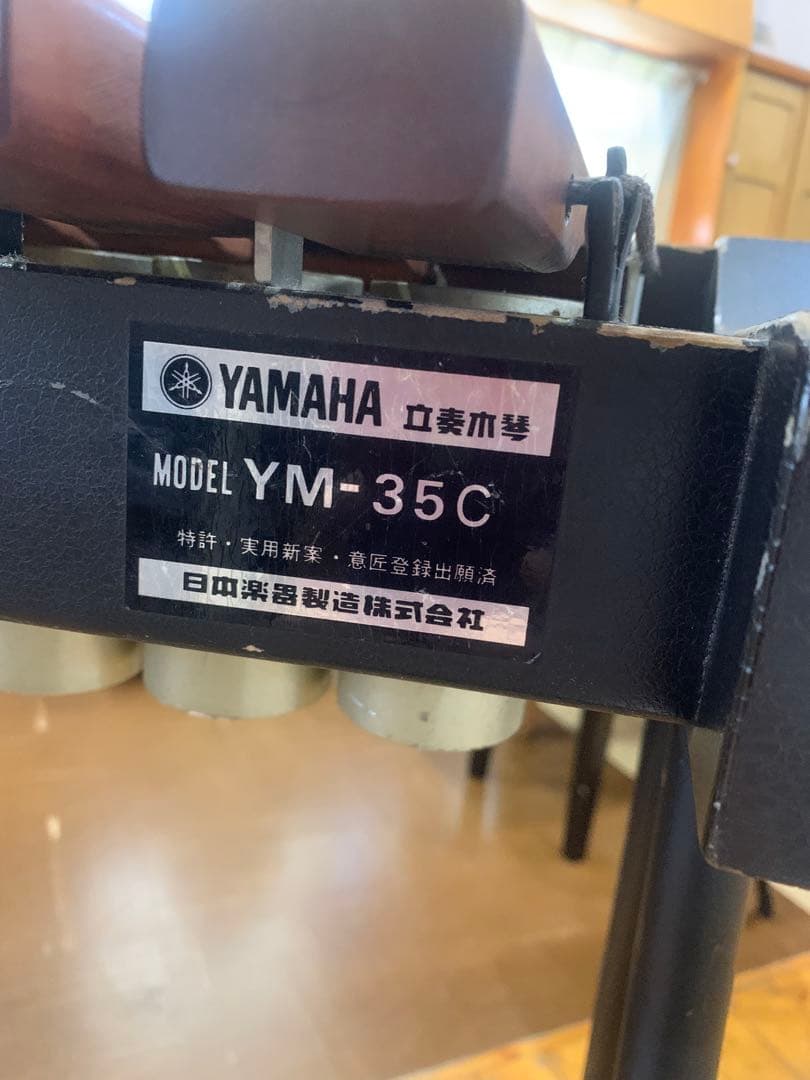 YAMAHA 立奏木琴
MODEL YM-35C
特許・実用新案・意匠登録出願済
日本楽器製造株式会社